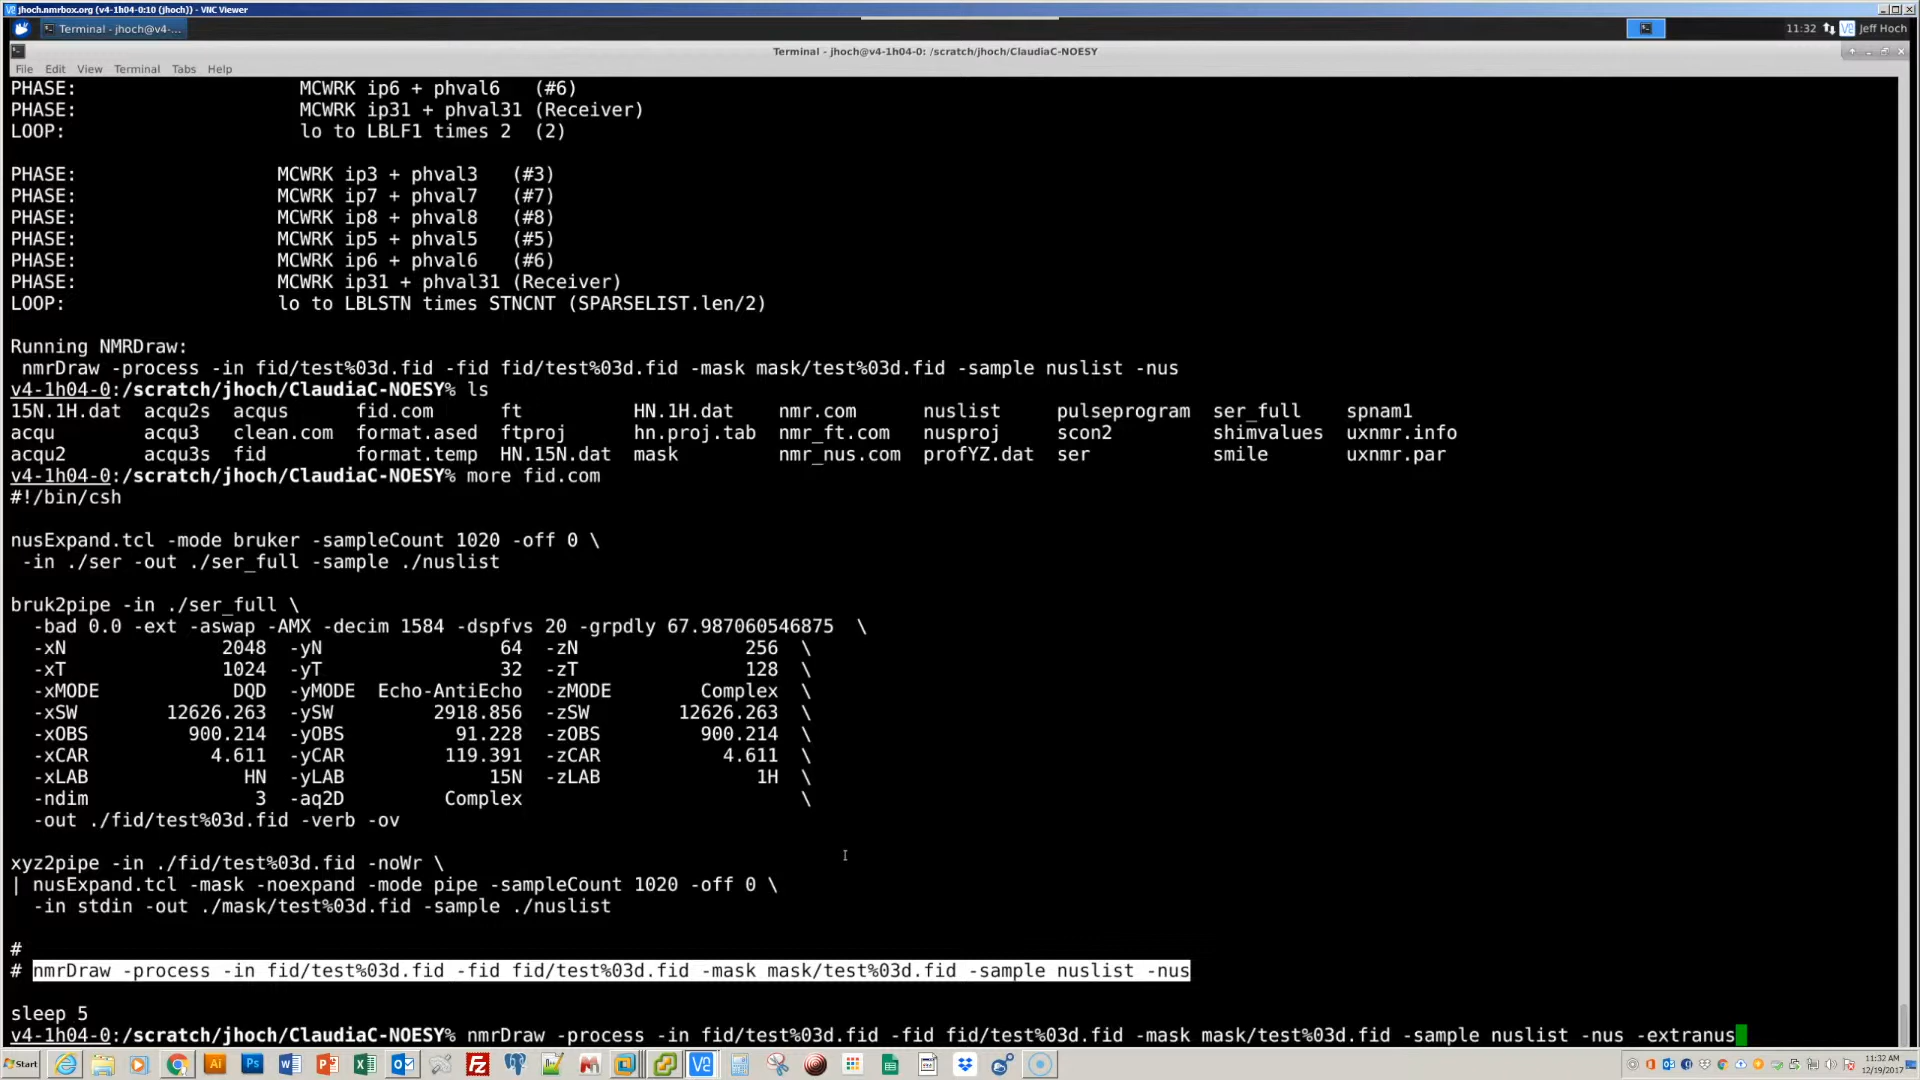 jhoch.nmrbox.org (v4-1h04-0:10 (jhoch)) - VNC Viewer
Terminal - jhoch@v4-...
11:32
Jeff Hoch
Terminal - jhoch@v4-1h04-0: /scratch/jhoch/ClaudiaC-NOESY
File Edit View Terminal Tabs Help
PHASE: MCWRK ip6 + phval6 (#6)
PHASE: MCWRK ip31 + phval31 (Receiver)
LOOP: lo to LBLF1 times 2 (2)
PHASE: MCWRK ip3 + phval3 (#3)
PHASE: MCWRK ip7 + phval7 (#7)
PHASE: MCWRK ip8 + phval8 (#8)
PHASE: MCWRK ip5 + phval5 (#5)
PHASE: MCWRK ip6 + phval6 (#6)
PHASE: MCWRK ip31 + phval31 (Receiver)
LOOP: lo to LBLSTN times STNCNT (SPARSELIST.len/2)
Running NMRDraw:
nmrDraw -process -in fid/test%03d.fid -fid fid/test%03d.fid -mask mask/test%03d.fid -sample nuslist -nus
v4-1h04-0:/scratch/jhoch/ClaudiaC-NOESY% ls
15N.1H.dat acqu2s acqus fid.com ft HN.1H.dat nmr.com nuslist pulseprogram ser_full spnam1
acqu acqu3 clean.com format.ased ftproj hn.proj.tab nmr_ft.com nusproj scon2 shimvalues uxnmr.info
acqu2 acqu3s fid format.temp HN.15N.dat mask nmr_nus.com profYZ.dat ser smile uxnmr.par
v4-1h04-0:/scratch/jhoch/ClaudiaC-NOESY% more fid.com
#!/bin/csh
nusExpand.tcl -mode bruker -sampleCount 1020 -off 0 \
-in ./ser -out ./ser_full -sample ./nuslist
bruk2pipe -in ./ser_full \
-bad 0.0 -ext -aswap -AMX -decim 1584 -dspfvs 20 -grpdly 67.987060546875 \
-xN 2048 -yN 64 -zN 256 \
-xT 1024 -yT 32 -zT 128 \
-xMODE DQD -yMODE Echo-AntiEcho -zMODE Complex \
-xSW 12626.263 -ySW 2918.856 -zSW 12626.263 \
-xOBS 900.214 -yOBS 91.228 -zOBS 900.214 \
-xCAR 4.611 -yCAR 119.391 -zCAR 4.611 \
-xLAB HN -yLAB 15N -zLAB 1H \
-ndim 3 -aq2D Complex \
-out ./fid/test%03d.fid -verb -ov
xyz2pipe -in ./fid/test%03d.fid -noWr \
| nusExpand.tcl -mask -noexpand -mode pipe -sampleCount 1020 -off 0 \
-in stdin -out ./mask/test%03d.fid -sample ./nuslist
#
# nmrDraw -process -in fid/test%03d.fid -fid fid/test%03d.fid -mask mask/test%03d.fid -sample nuslist -nus
sleep 5
v4-1h04-0:/scratch/jhoch/ClaudiaC-NOESY% nmrDraw -process -in fid/test%03d.fid -fid fid/test%03d.fid -mask mask/test%03d.fid -sample nuslist -nus -extranus
Start
11:32 AM
12/19/2017